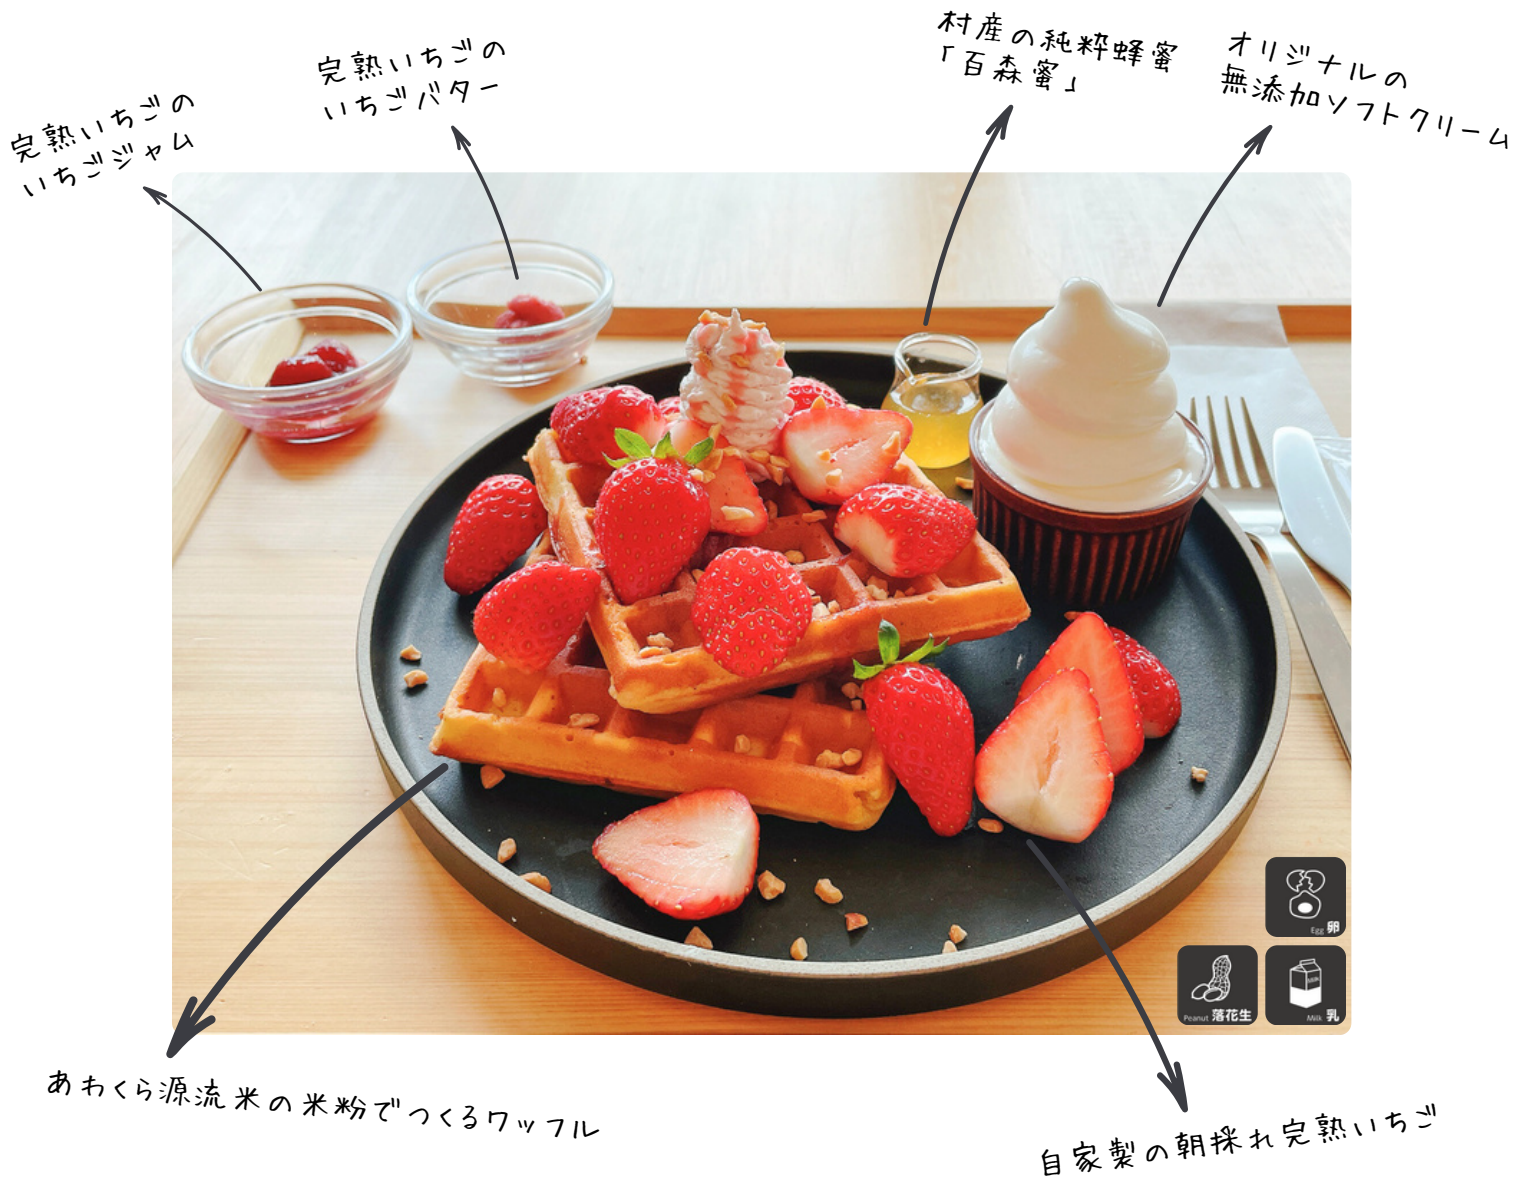 完熟いちごの
いちごジャム
完熟いちごの
いちごバター
村産の純粋蜂蜜
「百森蜜」
オリジナルの
無添加ソフトクリーム
Egg 卵
Peanut 落花生
Milk 乳
あわくら源流米の米粉でつくるワッフル
自家製の朝採れ完熟いちご